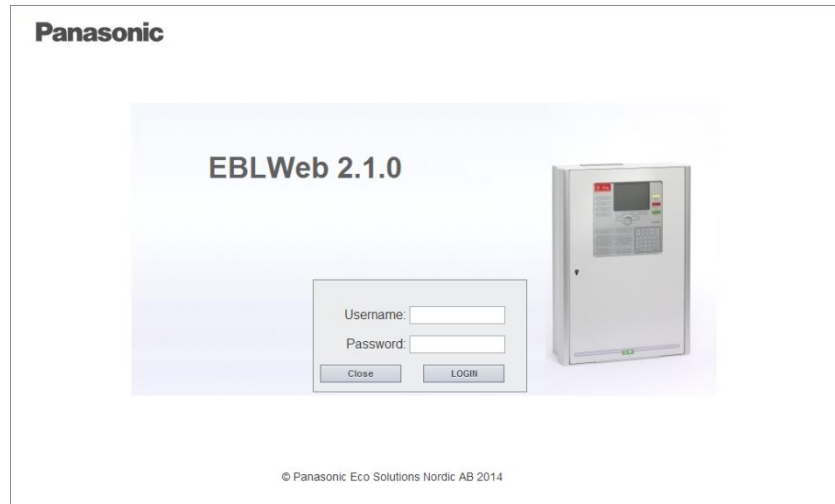 Panasonic
EBLWeb 2.1.0
Username:
Password:
Close
LOGIN
© Panasonic Eco Solutions Nordic AB 2014